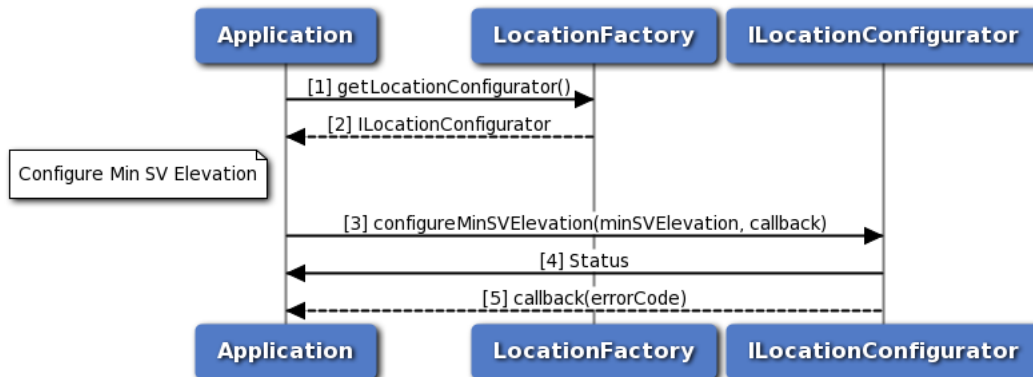 Application
LocationFactory
ILocationConfigurator
[1] getLocationConfigurator()
[2] ILocationConfigurator
Configure Min SV Elevation
[3] configureMinSVElevation(minSVElevation, callback)
[4] Status
[5] callback(errorCode)
Application
LocationFactory
ILocationConfigurator